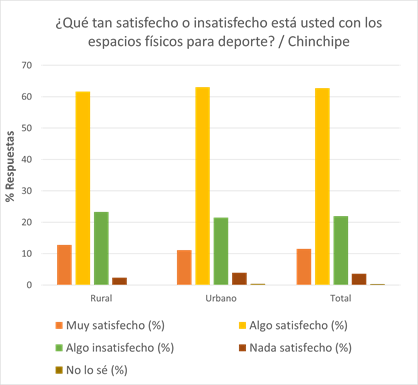 ¿Qué tan satisfecho o insatisfecho está usted con los
espacios físicos para deporte? / Chinchipe
% Respuestas
70
60
50
40
30
20
10
0
Rural Urbano Total
Muy satisfecho (%) Algo satisfecho (%)
Algo insatisfecho (%) Nada satisfecho (%)
No lo sé (%)